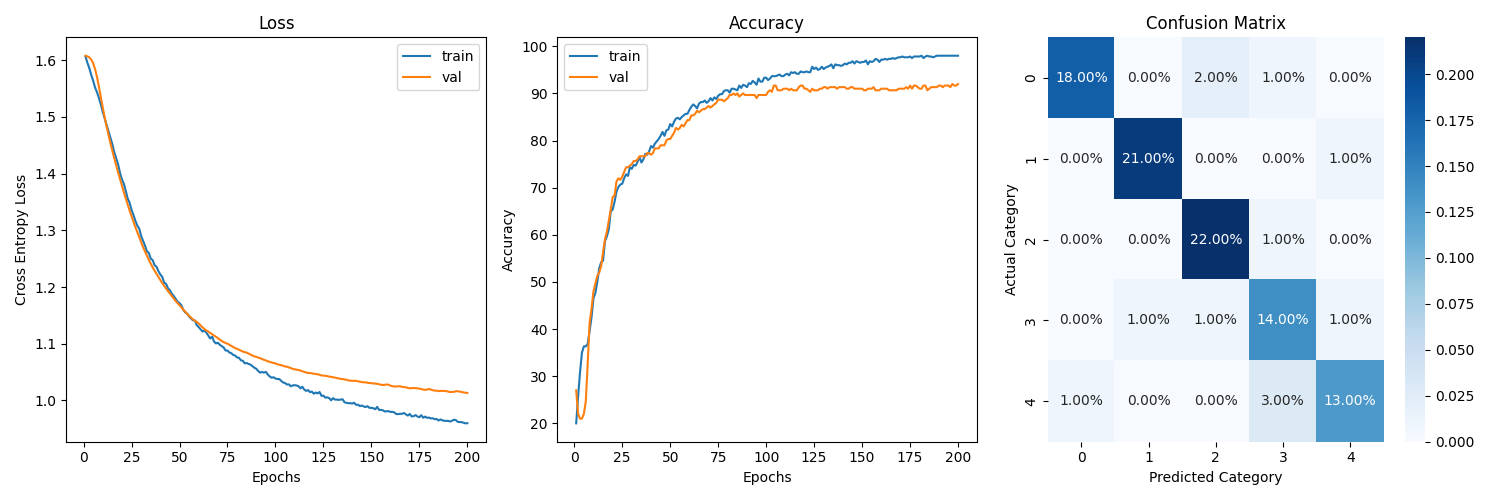 Loss
train
val
1.6
1.5
1.4
1.3
1.2
1.1
1.0
Cross Entropy Loss
0 25 50 75 100 125 150 175 200
Epochs
Accuracy
train
val
100
90
80
70
60
50
40
30
20
Accuracy
0 25 50 75 100 125 150 175 200
Epochs
Confusion Matrix
0 18.00% 0.00% 2.00% 1.00% 0.00%
1 0.00% 21.00% 0.00% 0.00% 1.00%
2 0.00% 0.00% 22.00% 1.00% 0.00%
3 0.00% 1.00% 1.00% 14.00% 1.00%
4 1.00% 0.00% 0.00% 3.00% 13.00%
Actual Category
0 1 2 3 4
Predicted Category
0.200
0.175
0.150
0.125
0.100
0.075
0.050
0.025
0.000